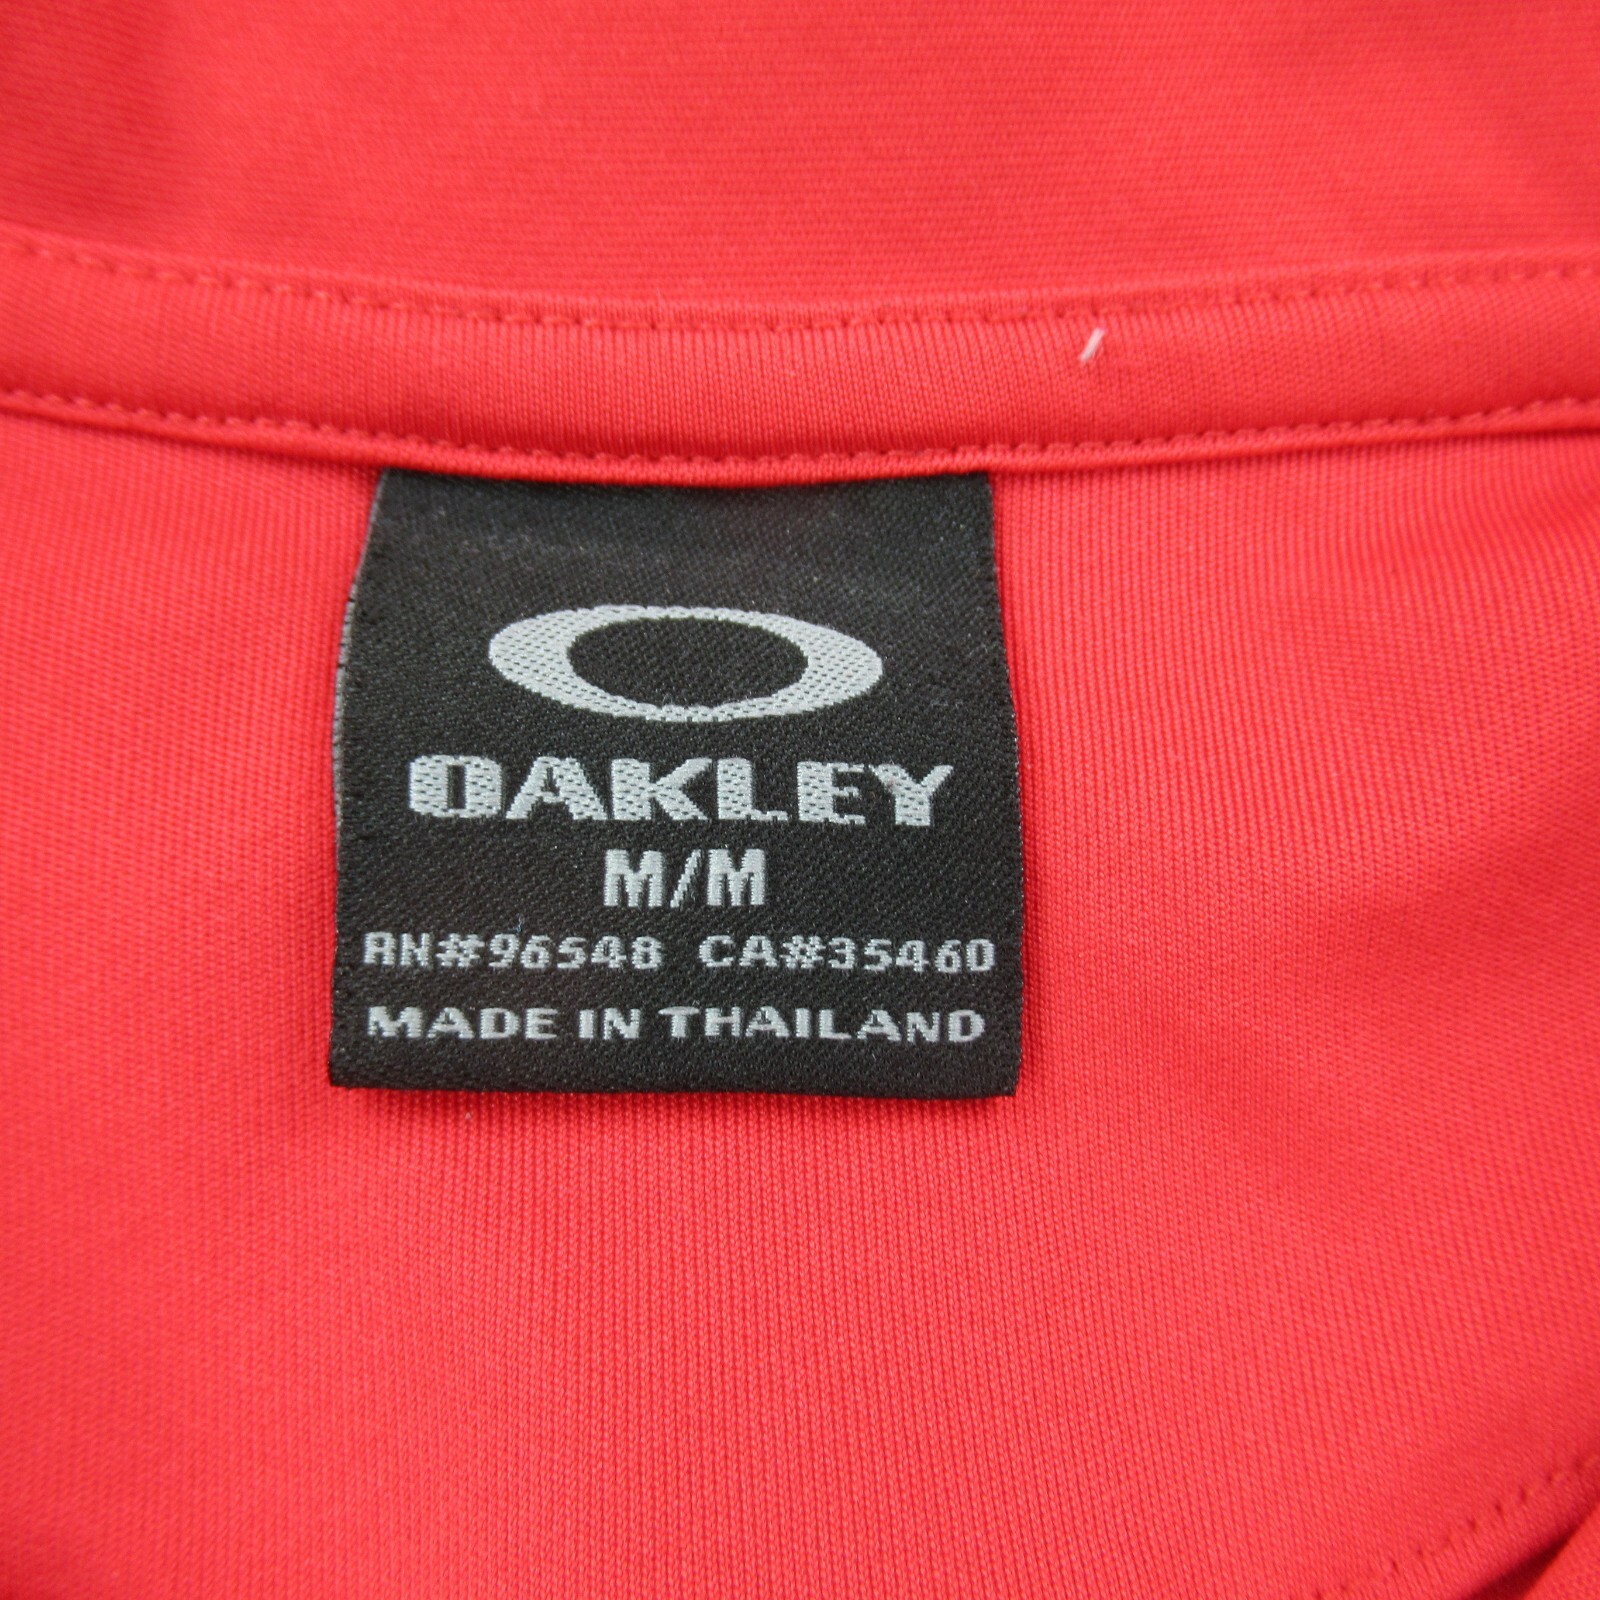 OAKLEY
M/M
RN#96548 CA#35460
MADE IN THAILAND